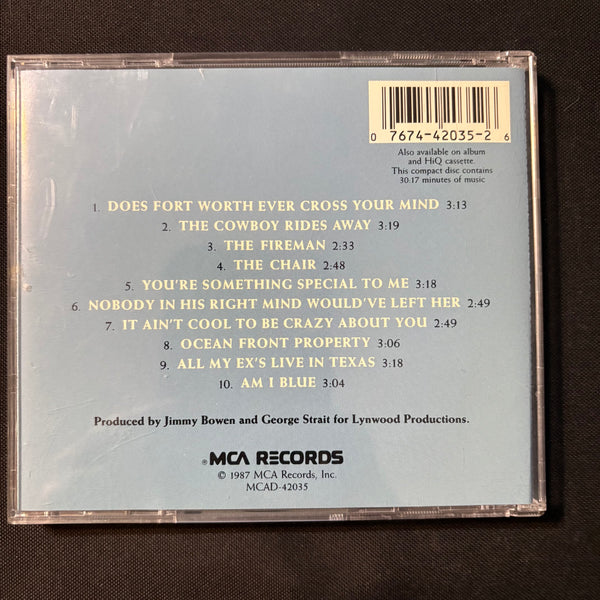 0 7674-42035-2 6
Also available on album
and HiQ cassette.
This compact disc contains
30:17 minutes of music
1. DOES FORT WORTH EVER CROSS YOUR MIND 3:13
2. THE COWBOY RIDES AWAY 3:19
3. THE FIREMAN 2:33
4. THE CHAIR 2:48
5. YOU'RE SOMETHING SPECIAL TO ME 3:18
6. NOBODY IN HIS RIGHT MIND WOULD'VE LEFT HER 2:49
7. IT AIN'T COOL TO BE CRAZY ABOUT YOU 2:49
8. OCEAN FRONT PROPERTY 3:06
9. ALL MY EX'S LIVE IN TEXAS 3:18
10. AM I BLUE 3:04
Produced by Jimmy Bowen and George Strait for Lynwood Productions.
®MCA RECORDS
© 1987 MCA Records, Inc.
MCAD-42035